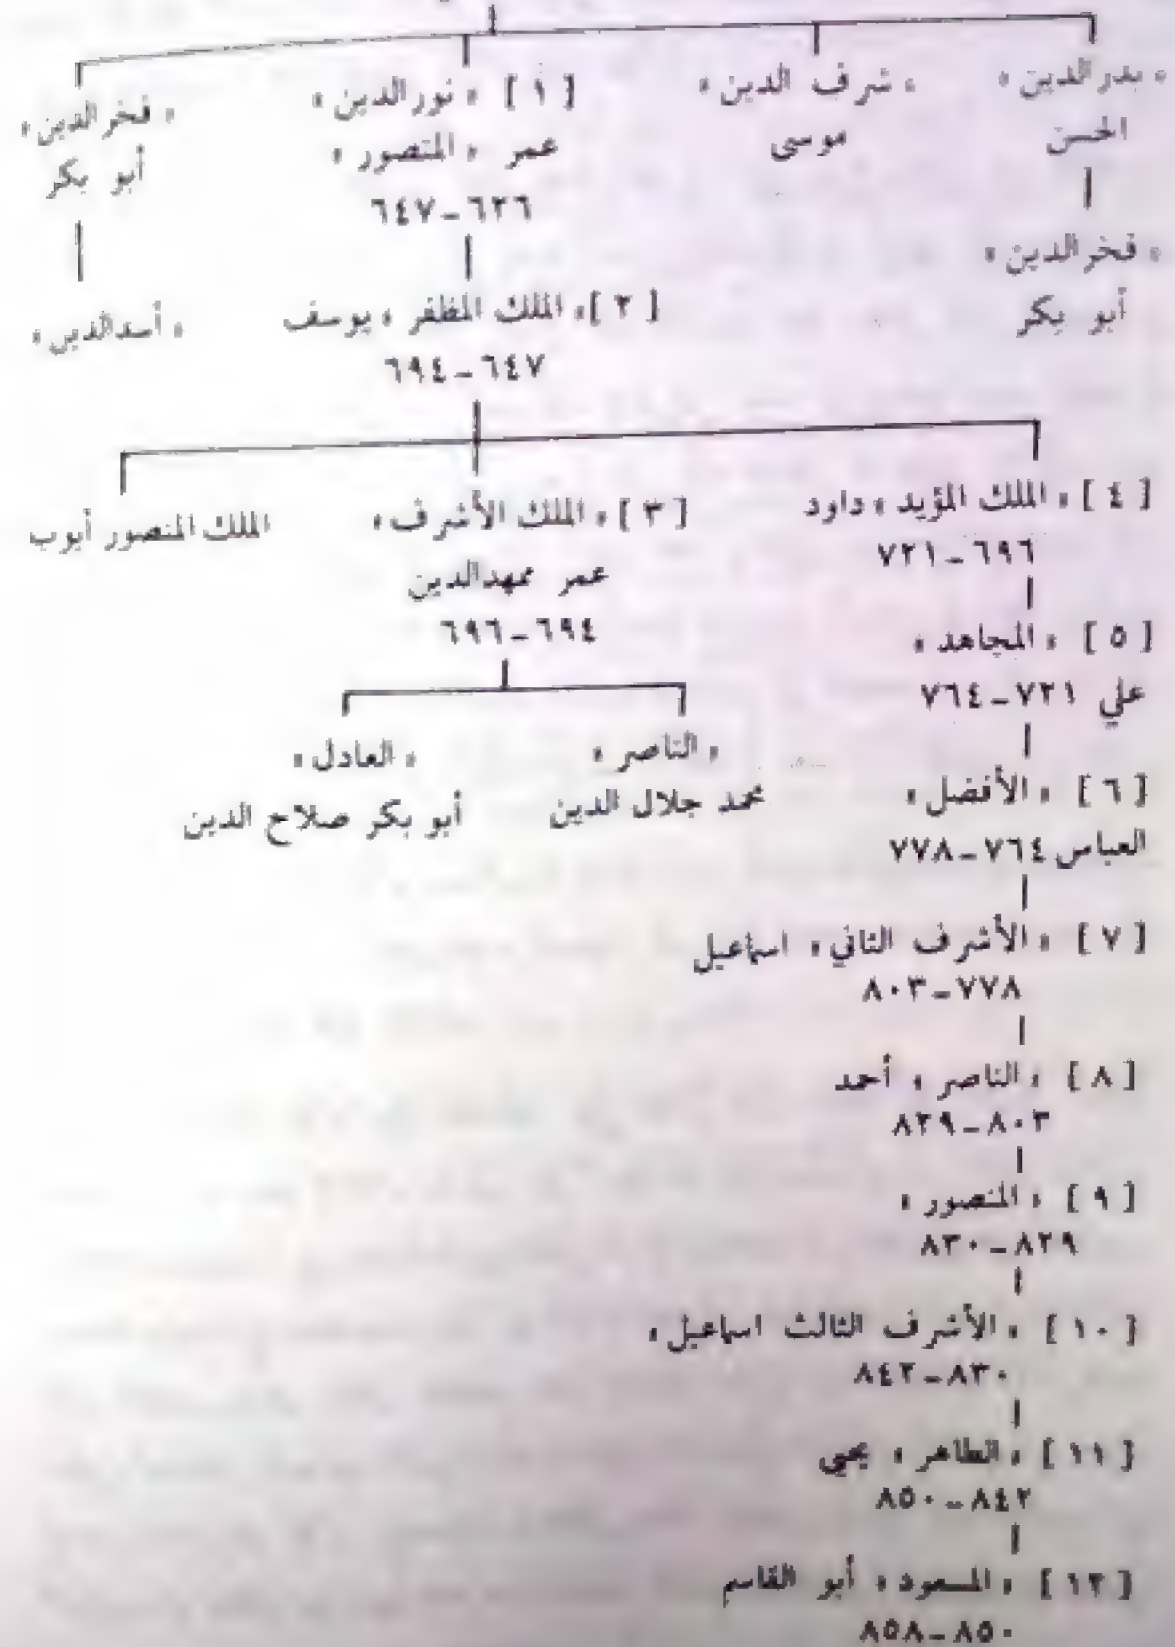 « بدر الدين »
الحسن
« فخر الدين »
أبو بكر
« شرف الدين »
موسى
[ ١ ] « نور الدين »
عمر « المنصور »
٦٢٦-٦٤٧
« فخر الدين »
أبو بكر
« أسد الدين »
[ ٢ ] « الملك المظفر » يوسف
٦٤٧-٦٩٤
[ ٤ ] « الملك المؤيد » داود
٦٩٦-٧٢١
[ ٣ ] « الملك الأشرف »
عمر ممهد الدين
٦٩٤-٦٩٦
الملك المنصور أيوب
« الناصر »
محمد جلال الدين
« العادل »
أبو بكر صلاح الدين
[ ٥ ] « المجاهد »
علي ٧٢١-٧٦٤
[ ٦ ] « الأفضل »
العباس ٧٦٤-٧٧٨
[ ٧ ] « الأشرف الثاني » اسماعيل
٧٧٨-٨٠٣
[ ٨ ] « الناصر » أحمد
٨٠٣-٨٢٩
[ ٩ ] « المنصور »
٨٢٩-٨٣٠
[ ١٠ ] « الأشرف الثالث اسماعيل »
٨٣٠-٨٤٢
[ ١١ ] « الظاهر » يحيى
٨٤٢-٨٥٠
[ ١٢ ] « المسعود » أبو القاسم
٨٥٠-٨٥٨